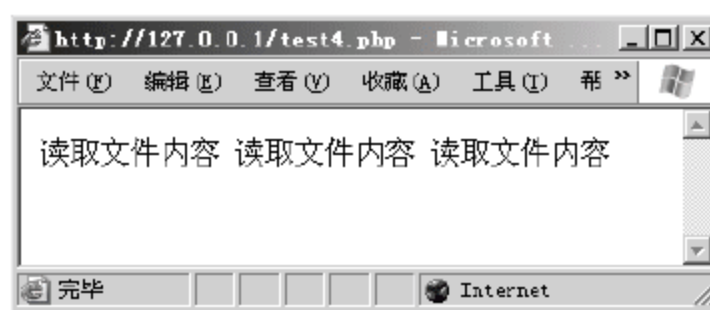 http://127.0.0.1/test4.php - Microsoft ...
文件(F) 编辑(E) 查看(V) 收藏(A) 工具(T) »
读取文件内容 读取文件内容 读取文件内容
完毕 Internet